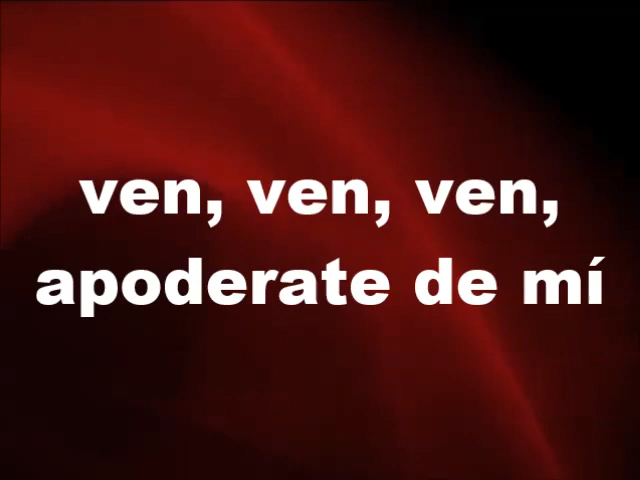 ven, ven, ven,
apoderate de mí